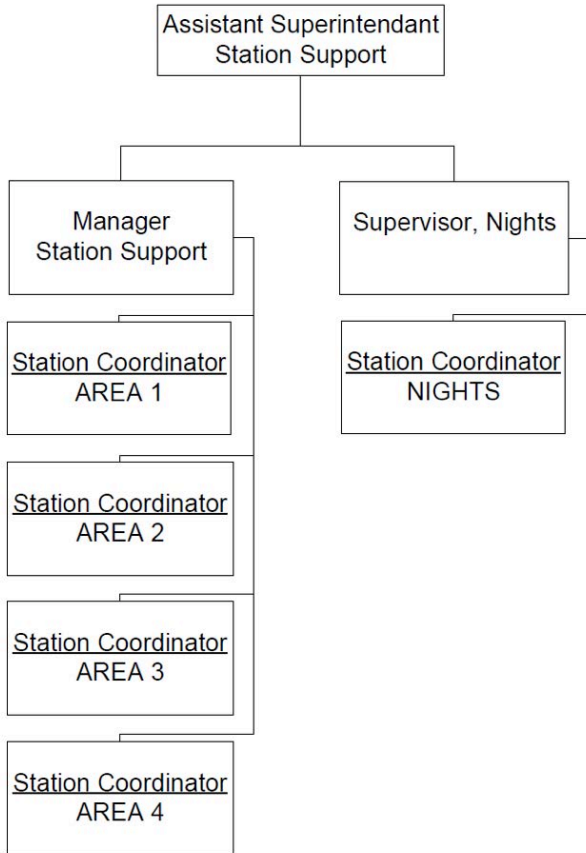 Assistant Superintendant
Station Support
Manager
Station Support
Supervisor, Nights
Station Coordinator
AREA 1
Station Coordinator
NIGHTS
Station Coordinator
AREA 2
Station Coordinator
AREA 3
Station Coordinator
AREA 4